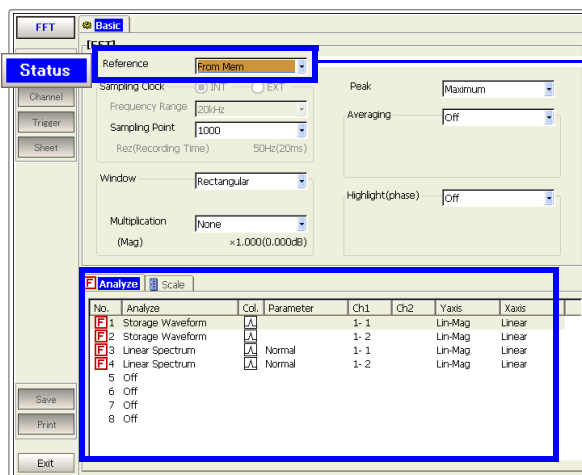 FFT
Basic
[FFT]
Status
Channel
Trigger
Sheet
Save
Print
Exit
Reference From Mem
Sampling Clock INT EXT
Frequency Range 20kHz
Sampling Point 1000
Rez(Recording Time) 50Hz(20ms)
Window Rectangular
Multiplication None
(Mag) ×1.000(0.000dB)
Peak Maximum
Averaging Off
Highlight(phase) Off
F Analyze Scale
No. Analyze Col. Parameter Ch1 Ch2 Yaxis Xaxis
F 1 Storage Waveform 1- 1 Lin-Mag Linear
F 2 Storage Waveform 1- 2 Lin-Mag Linear
F 3 Linear Spectrum Normal 1- 1 Lin-Mag Linear
F 4 Linear Spectrum Normal 1- 2 Lin-Mag Linear
5 Off
6 Off
7 Off
8 Off